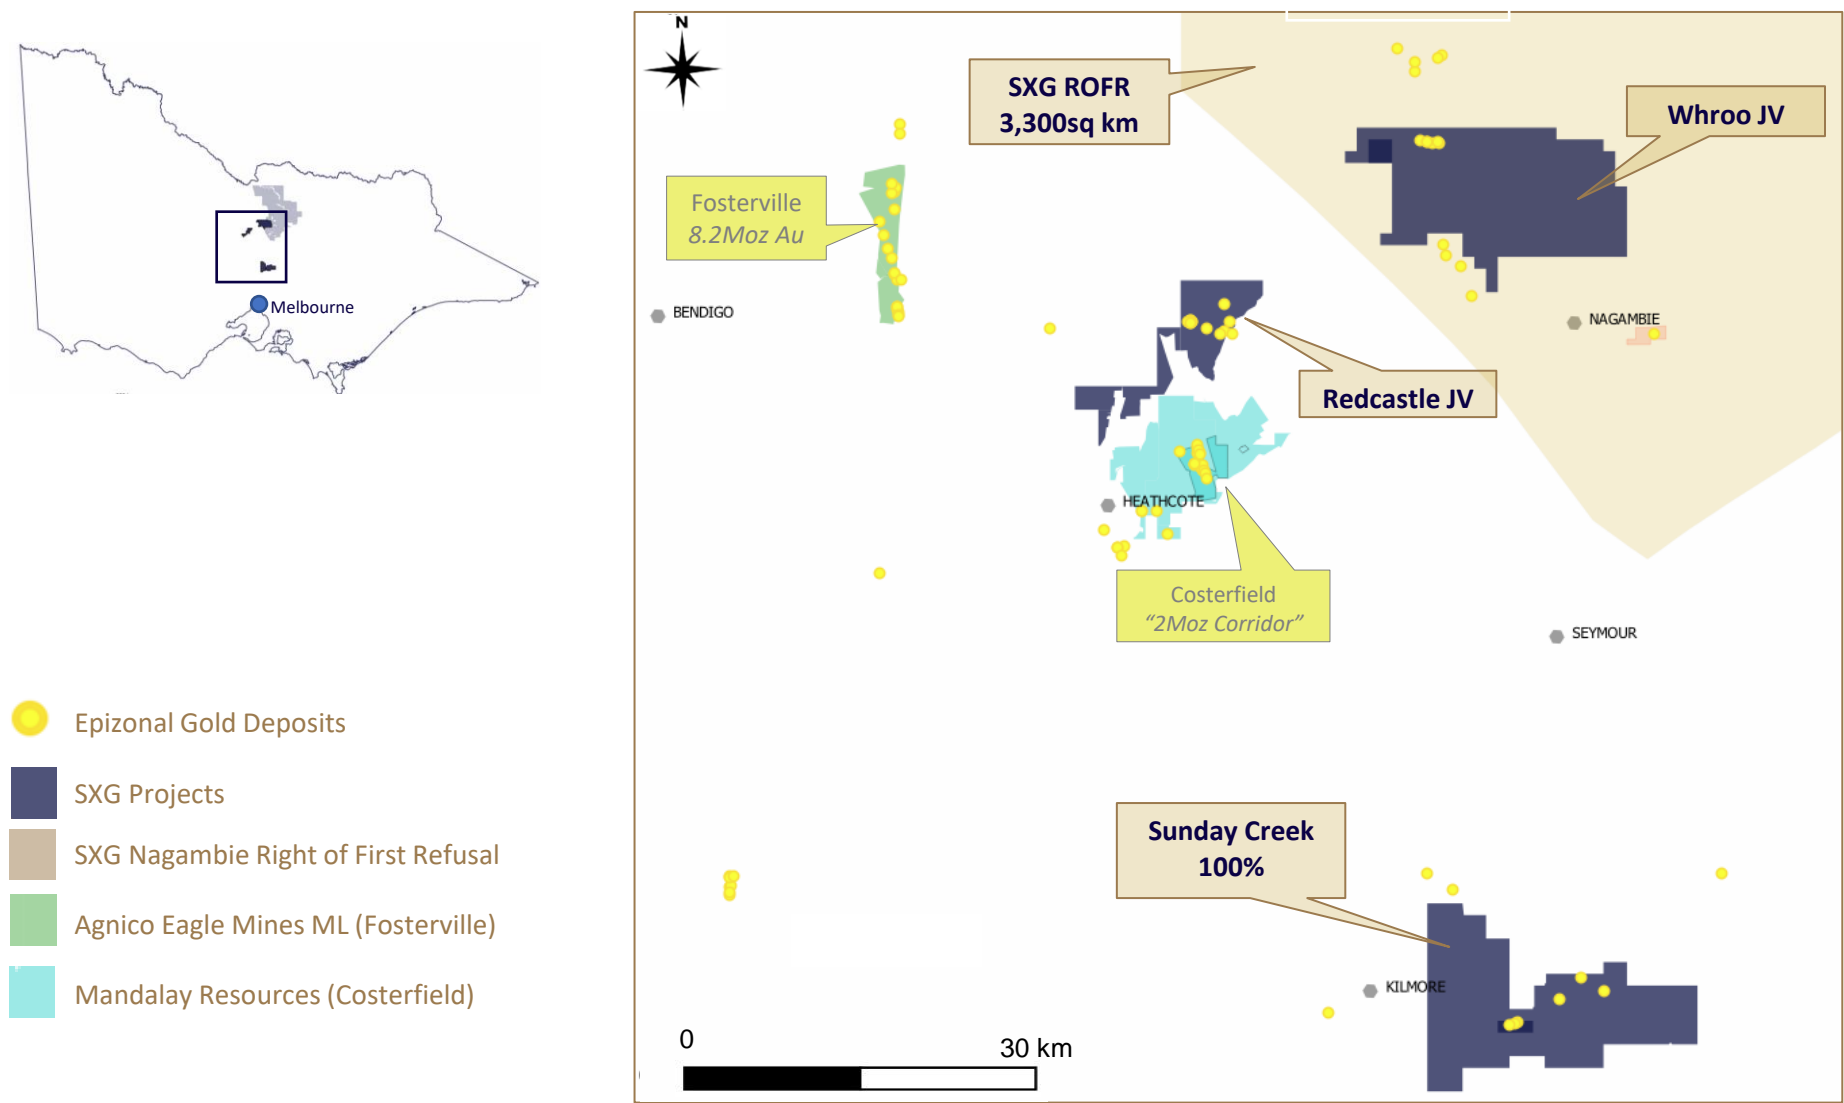 Melbourne
Epizonal Gold Deposits
SXG Projects
SXG Nagambie Right of First Refusal
Agnico Eagle Mines ML (Fosterville)
Mandalay Resources (Costerfield)
N
SXG ROFR
3,300sq km
Whroo JV
Fosterville
8.2Moz Au
BENDIGO
NAGAMBIE
Redcastle JV
HEATHCOTE
Costerfield
“2Moz Corridor”
SEYMOUR
Sunday Creek
100%
KILMORE
0
30 km